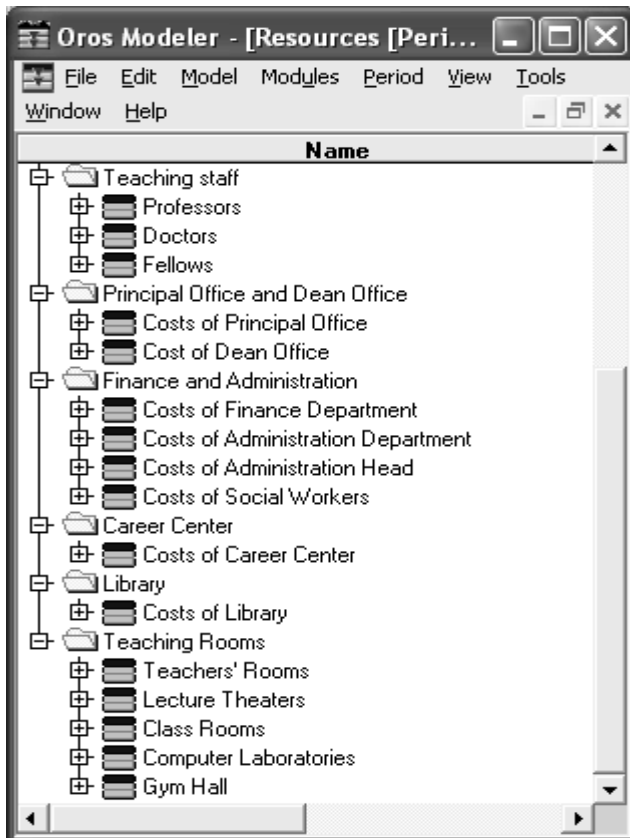 Oros Modeler - [Resources [Peri...
File Edit Model Modules Period View Tools
Window Help
Name
Teaching staff
Professors
Doctors
Fellows
Principal Office and Dean Office
Costs of Principal Office
Cost of Dean Office
Finance and Administration
Costs of Finance Department
Costs of Administration Department
Costs of Administration Head
Costs of Social Workers
Career Center
Costs of Career Center
Library
Costs of Library
Teaching Rooms
Teachers' Rooms
Lecture Theaters
Class Rooms
Computer Laboratories
Gym Hall